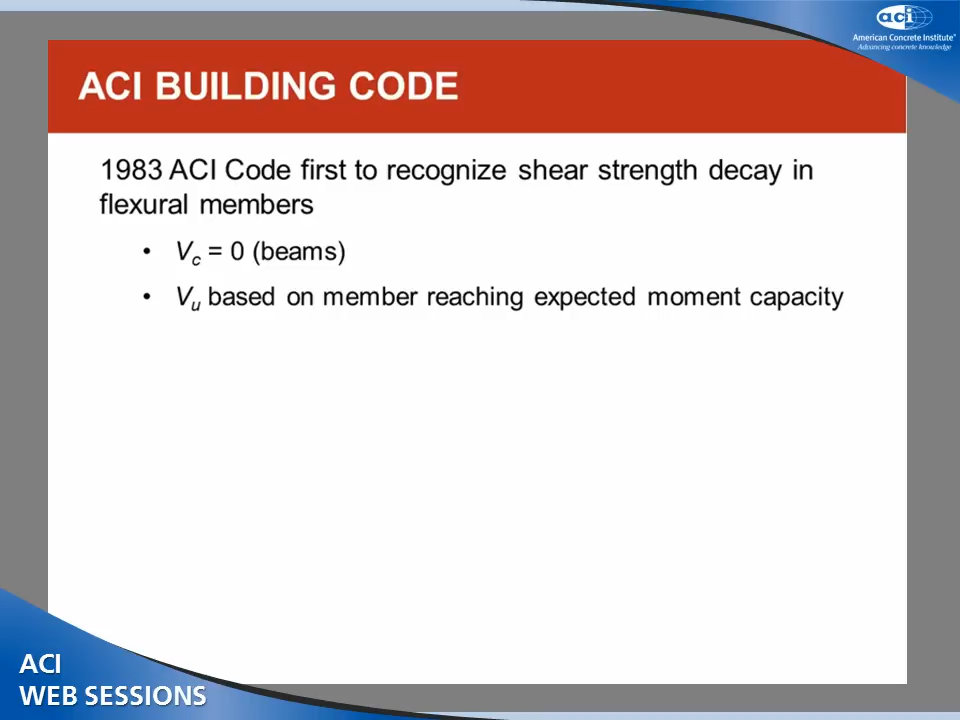 aci
American Concrete Institute®
Advancing concrete knowledge
ACI BUILDING CODE
1983 ACI Code first to recognize shear strength decay in
flexural members
• Vc = 0 (beams)
• Vu based on member reaching expected moment capacity
ACI
WEB SESSIONS